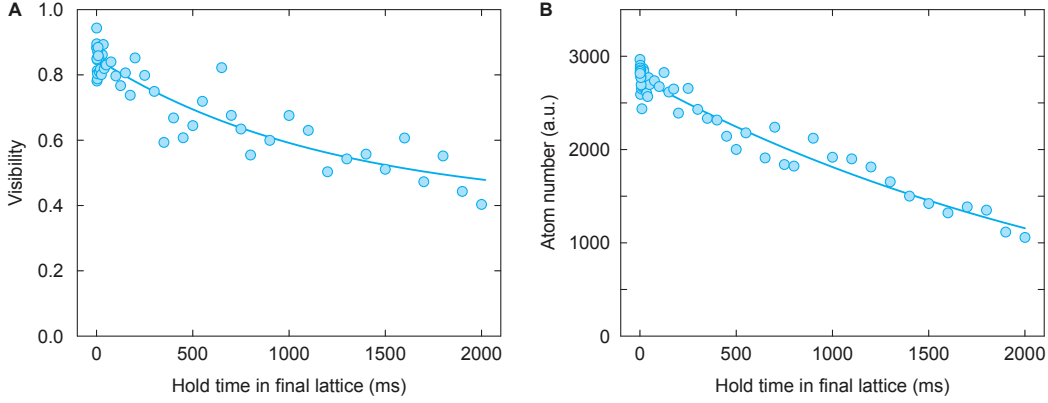 A
1.0
0.8
0.6
0.4
0.2
0.0
Visibility
0 500 1000 1500 2000
Hold time in final lattice (ms)
B
3000
2000
1000
0
Atom number (a.u.)
0 500 1000 1500 2000
Hold time in final lattice (ms)